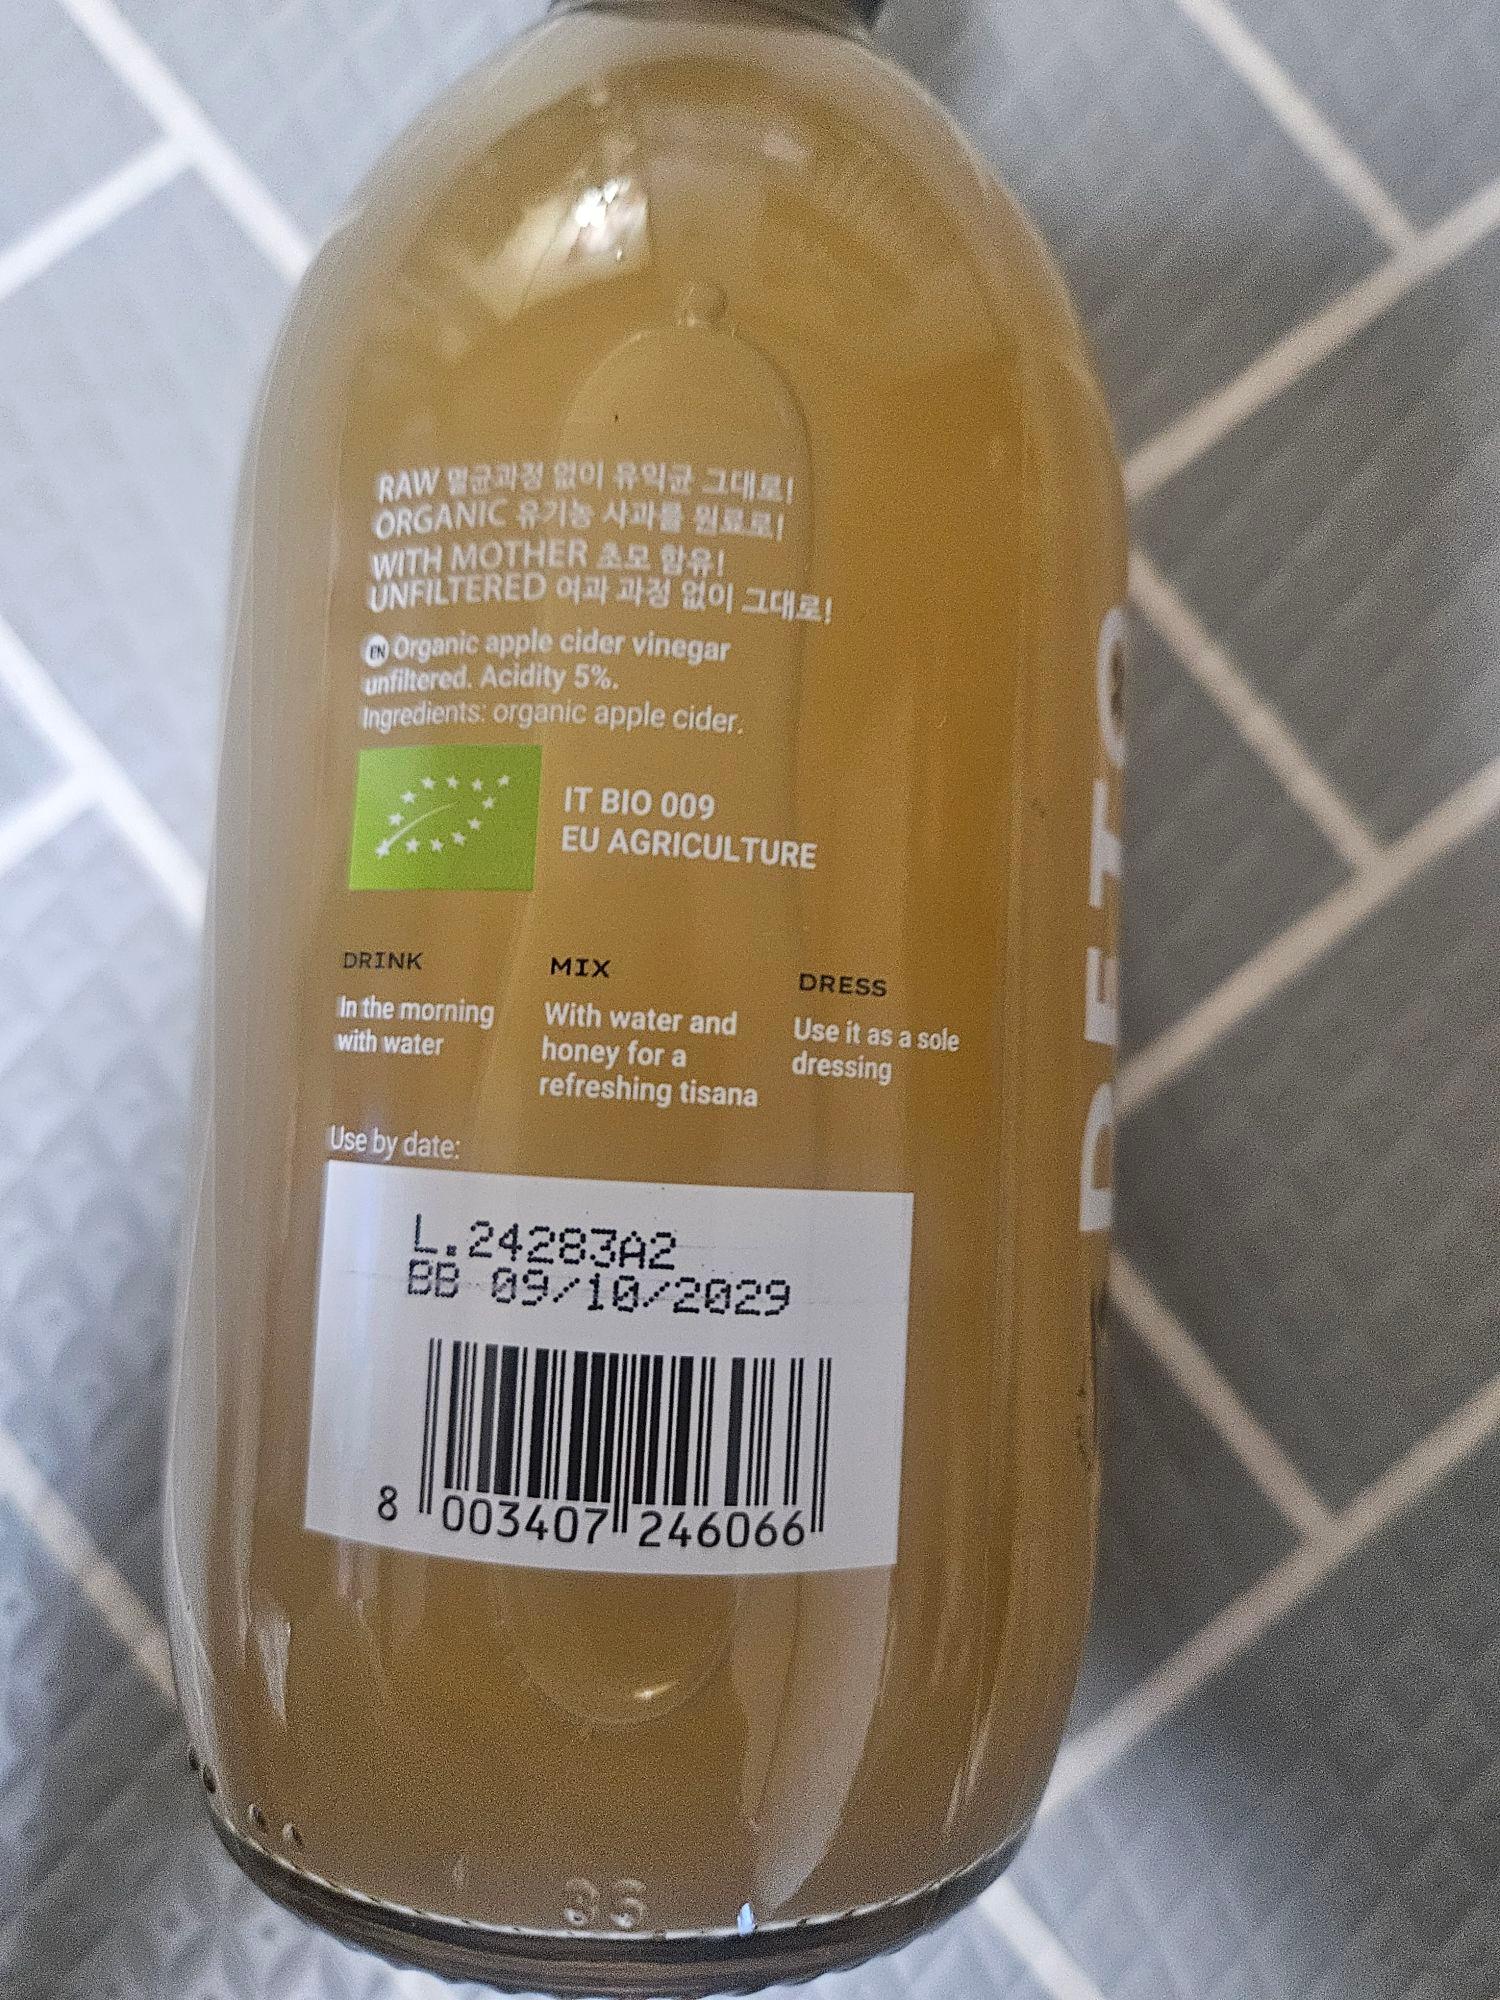 RAW 멸균과정 없이 유익균 그대로!
ORGANIC 유기농 사과를 원료로!
WITH MOTHER 초모 함유!
UNFILTERED 여과 과정 없이 그대로!
EN Organic apple cider vinegar
unfiltered. Acidity 5%.
Ingredients: organic apple cider.
IT BIO 009
EU AGRICULTURE
DRINK
In the morning
with water
MIX
With water and
honey for a
refreshing tisana
DRESS
Use it as a sole
dressing
Use by date:
L.24283A2
BB 09/10/2029
8 003407 246066
DETO